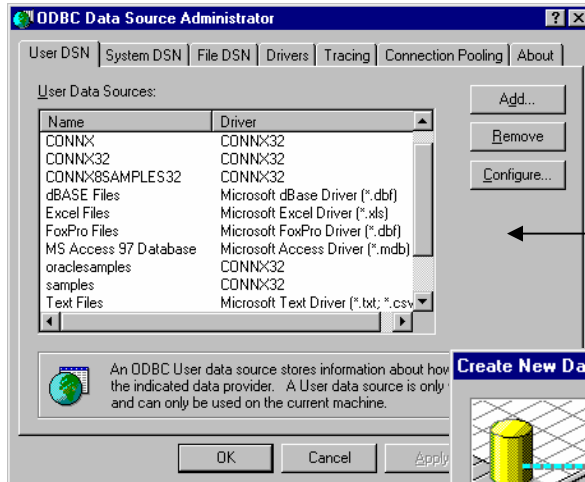 ODBC Data Source Administrator
User DSN System DSN File DSN Drivers Tracing Connection Pooling About
User Data Sources:
Add...
Name Driver
CONNX CONNX32
Remove
CONNX32 CONNX32
CONNX8SAMPLES32 CONNX32
Configure...
dBASE Files Microsoft dBase Driver (*.dbf)
Excel Files Microsoft Excel Driver (*.xls)
FoxPro Files Microsoft FoxPro Driver (*.dbf)
MS Access 97 Database Microsoft Access Driver (*.mdb)
oraclesamples CONNX32
samples CONNX32
Text Files Microsoft Text Driver (*.txt; *.csv
An ODBC User data source stores information about how
the indicated data provider. A User data source is only
and can only be used on the current machine.
Create New Da
OK Cancel Apply